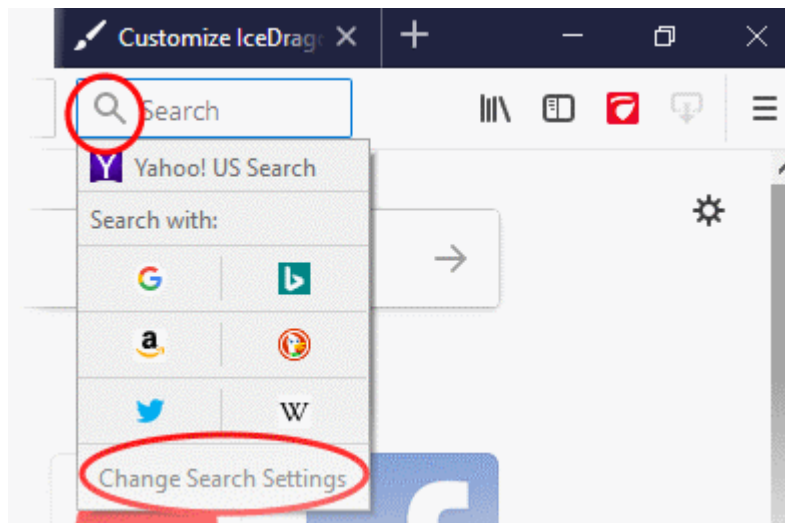 Customize IceDrag
Search
Yahoo! US Search
Search with:
Change Search Settings